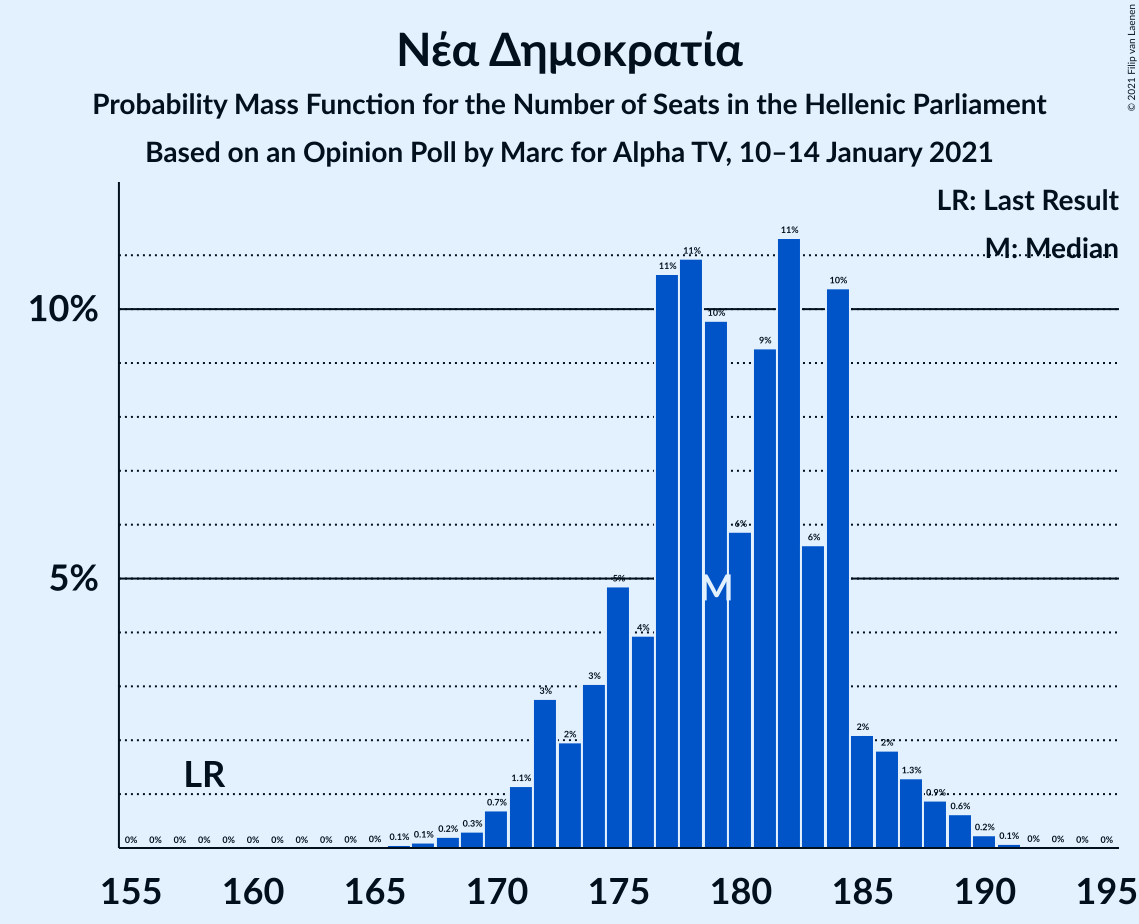 © 2021 Filip van Laenen
Νέα Δημοκρατία
Probability Mass Function for the Number of Seats in the Hellenic Parliament
Based on an Opinion Poll by Marc for Alpha TV, 10–14 January 2021
LR: Last Result
M: Median
10%
5%
0% 0% 0% 0% 0% 0% 0% 0% 0% 0% 0% 0.1% 0.1% 0.2% 0.3% 0.7% 1.1% 3% 2% 3% 5% 4% 11% 11% 10% 6% 9% 11% 6% 10% 2% 2% 1.3% 0.9% 0.6% 0.2% 0.1% 0% 0% 0% 0%
M
LR
155 160 165 170 175 180 185 190 195